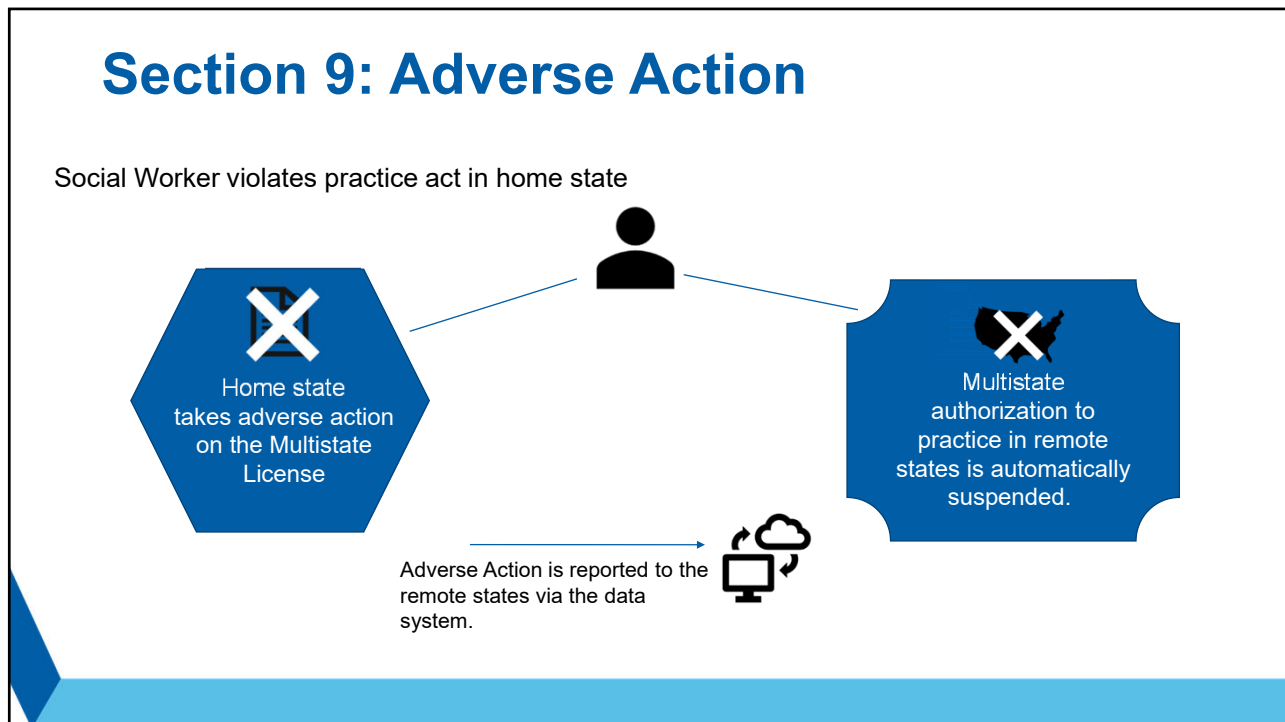 Section 9: Adverse Action
Social Worker violates practice act in home state
Home state
takes adverse action
on the Multistate
License
Multistate
authorization to
practice in remote
states is automatically
suspended.
Adverse Action is reported to the
remote states via the data
system.